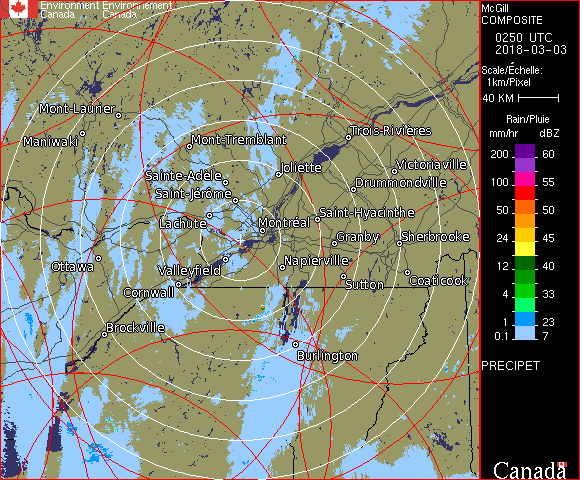 Environment Environnement
Canada Canada
McGill
COMPOSITE
0250 UTC
2018-03-03
Scale/Échelle:
1km/Pixel
40 KM
Rain/Pluie
mm/hr dBZ
200 60
100 55
50 50
24 45
12 40
4 33
1 23
0.1 7
PRECIPET
Canada
Mont-Laurier
Maniwaki
Mont-Tremblant
Trois-Rivières
Sainte-Adèle
Joliette
Victoriaville
Saint-Jérôme
Drummondville
Lachute
Montréal
Saint-Hyacinthe
Granby
Sherbrooke
Ottawa
Valleyfield
Napierville
Cornwall
Sutton
Coaticook
Brockville
Burlington